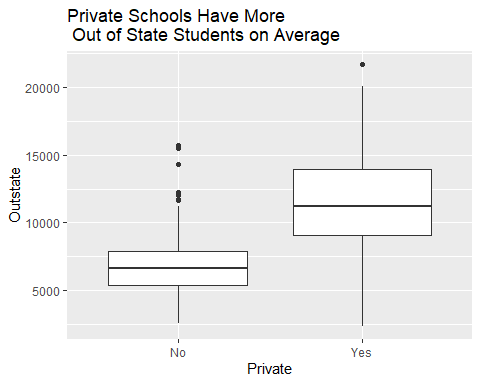 Private Schools Have More
Out of State Students on Average
Outstate
20000
15000
10000
5000
No Yes
Private